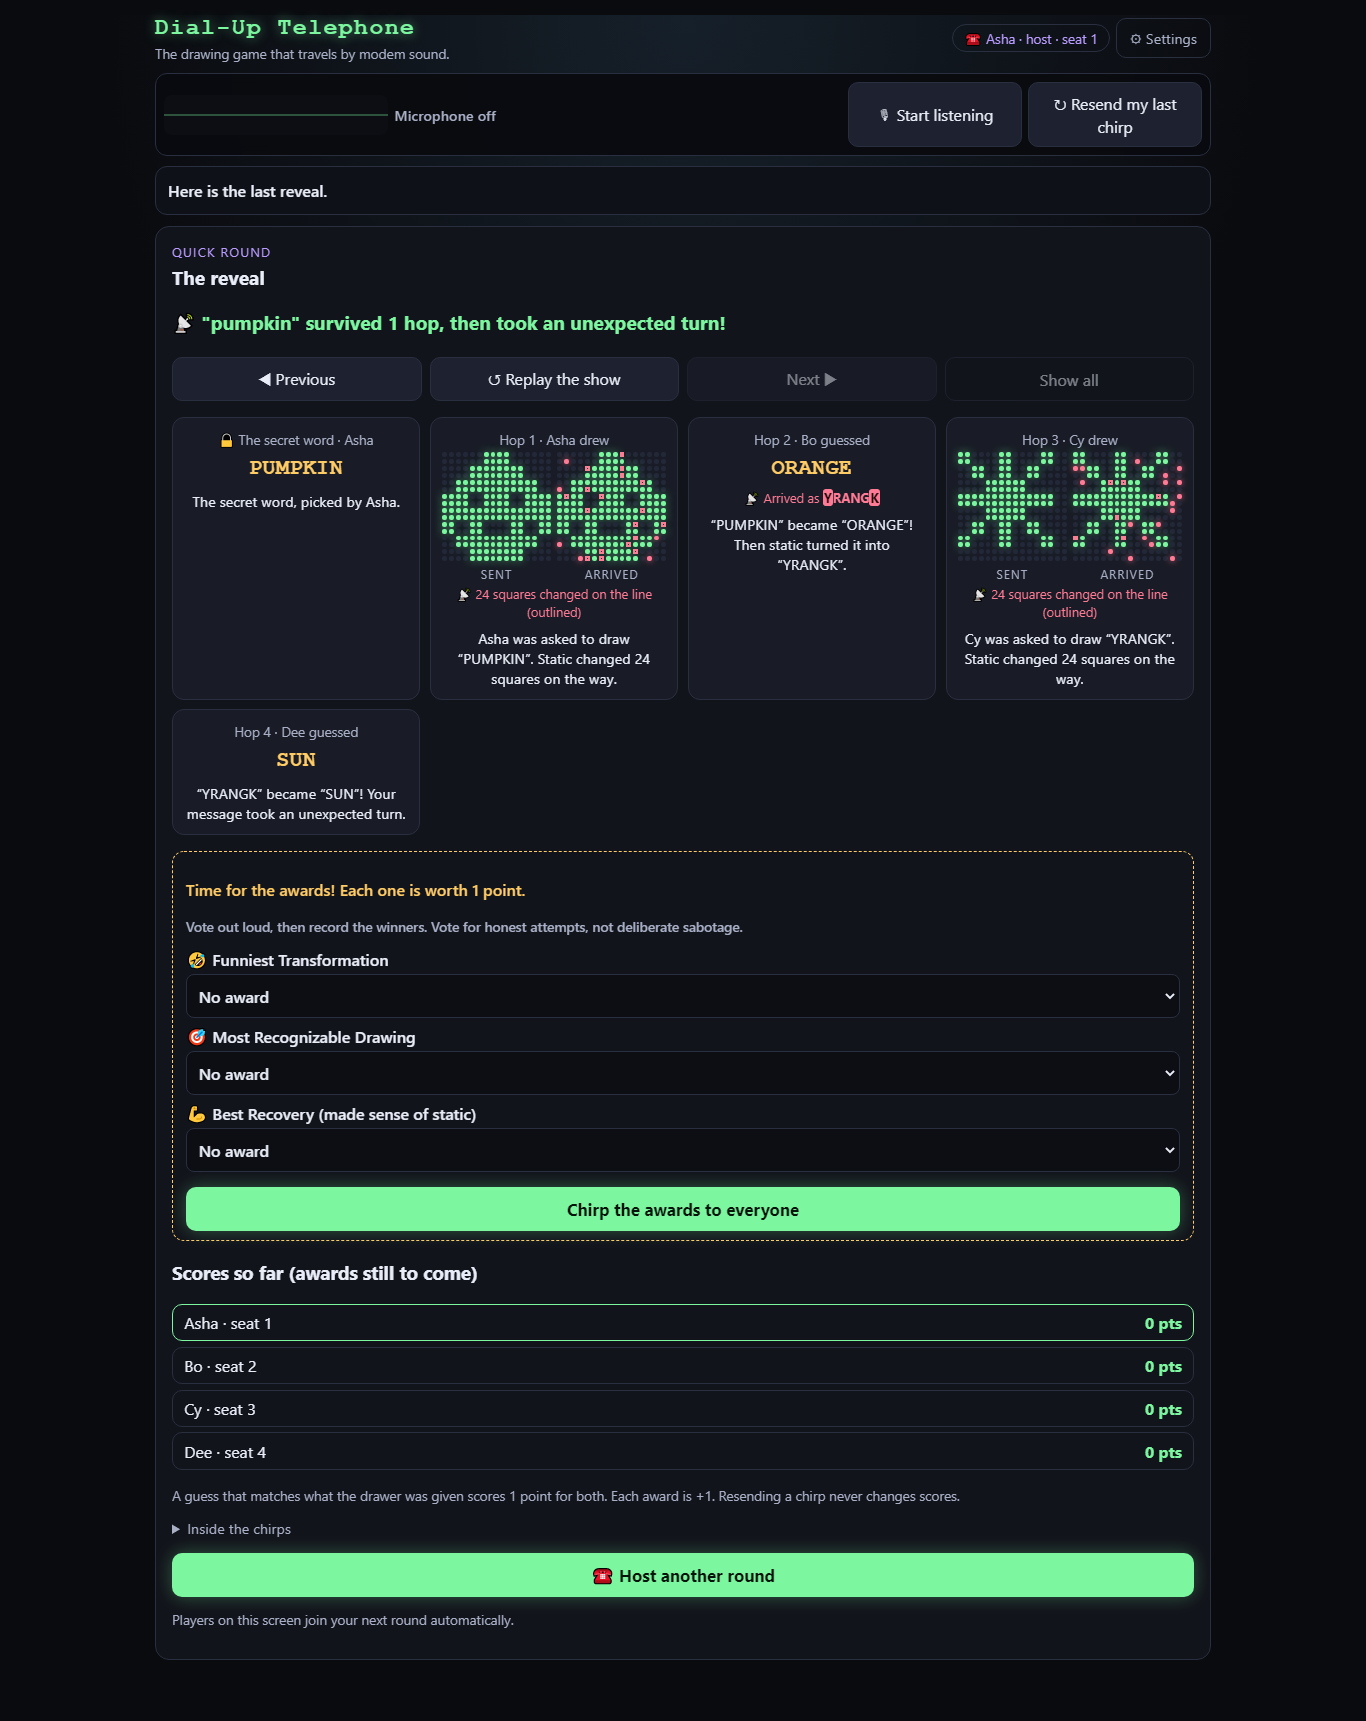 Dial-Up Telephone
The drawing game that travels by modem sound.
☎️ Asha · host · seat 1
⚙ Settings
Microphone off
🎙 Start listening
↻ Resend my last
chirp
Here is the last reveal.
QUICK ROUND
The reveal
📡 "pumpkin" survived 1 hop, then took an unexpected turn!
◀ Previous
↺ Replay the show
Next ▶
Show all
🔒 The secret word · Asha
PUMPKIN
The secret word, picked by Asha.
Hop 1 · Asha drew
SENT
ARRIVED
📡 24 squares changed on the line
(outlined)
Asha was asked to draw
“PUMPKIN”. Static changed 24
squares on the way.
Hop 2 · Bo guessed
ORANGE
📡 Arrived as YRANGK
“PUMPKIN” became “ORANGE”!
Then static turned it into
“YRANGK”.
Hop 3 · Cy drew
SENT
ARRIVED
📡 24 squares changed on the line
(outlined)
Cy was asked to draw “YRANGK”.
Static changed 24 squares on the
way.
Hop 4 · Dee guessed
SUN
“YRANGK” became “SUN”! Your
message took an unexpected turn.
Time for the awards! Each one is worth 1 point.
Vote out loud, then record the winners. Vote for honest attempts, not deliberate sabotage.
🤣 Funniest Transformation
No award
🎯 Most Recognizable Drawing
No award
💪 Best Recovery (made sense of static)
No award
Chirp the awards to everyone
Scores so far (awards still to come)
Asha · seat 1 0 pts
Bo · seat 2 0 pts
Cy · seat 3 0 pts
Dee · seat 4 0 pts
A guess that matches what the drawer was given scores 1 point for both. Each award is +1. Resending a chirp never changes scores.
▶ Inside the chirps
☎️ Host another round
Players on this screen join your next round automatically.